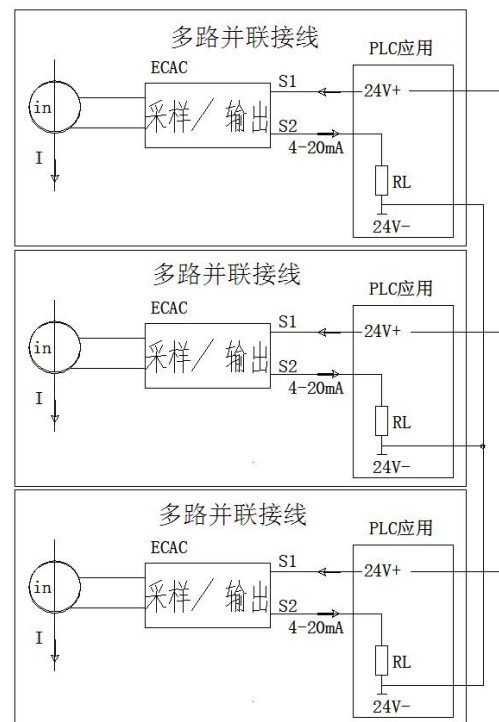 多路并联接线
PLC应用
ECAC
S1
24V+
in
采样/ 输出
S2
4-20mA
I
RL
24V-
多路并联接线
PLC应用
ECAC
S1
24V+
in
采样/ 输出
S2
4-20mA
I
RL
24V-
多路并联接线
PLC应用
ECAC
S1
24V+
in
采样/ 输出
S2
4-20mA
I
RL
24V-